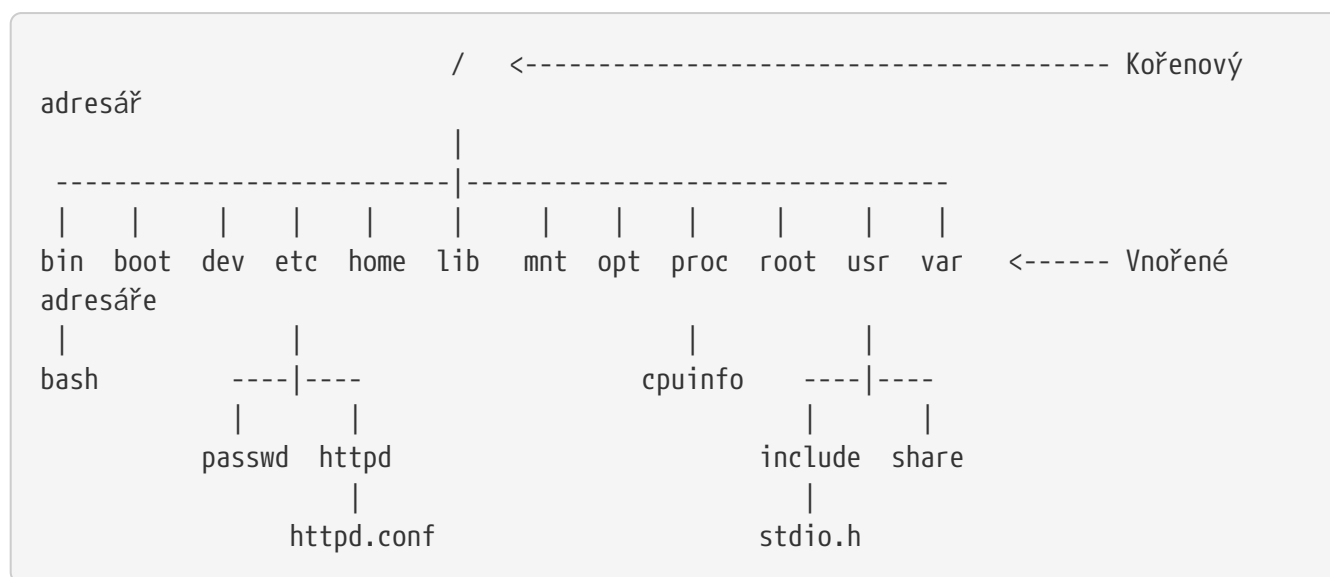 / <---------------------------------------- Kořenový
adresář
|
---------------------------|---------------------------------
| | | | | | | | | | | |
bin boot dev etc home lib mnt opt proc root usr var <------ Vnořené
adresáře
| | | |
bash ----|---- cpuinfo ----|----
| | | |
passwd httpd include share
| |
httpd.conf stdio.h